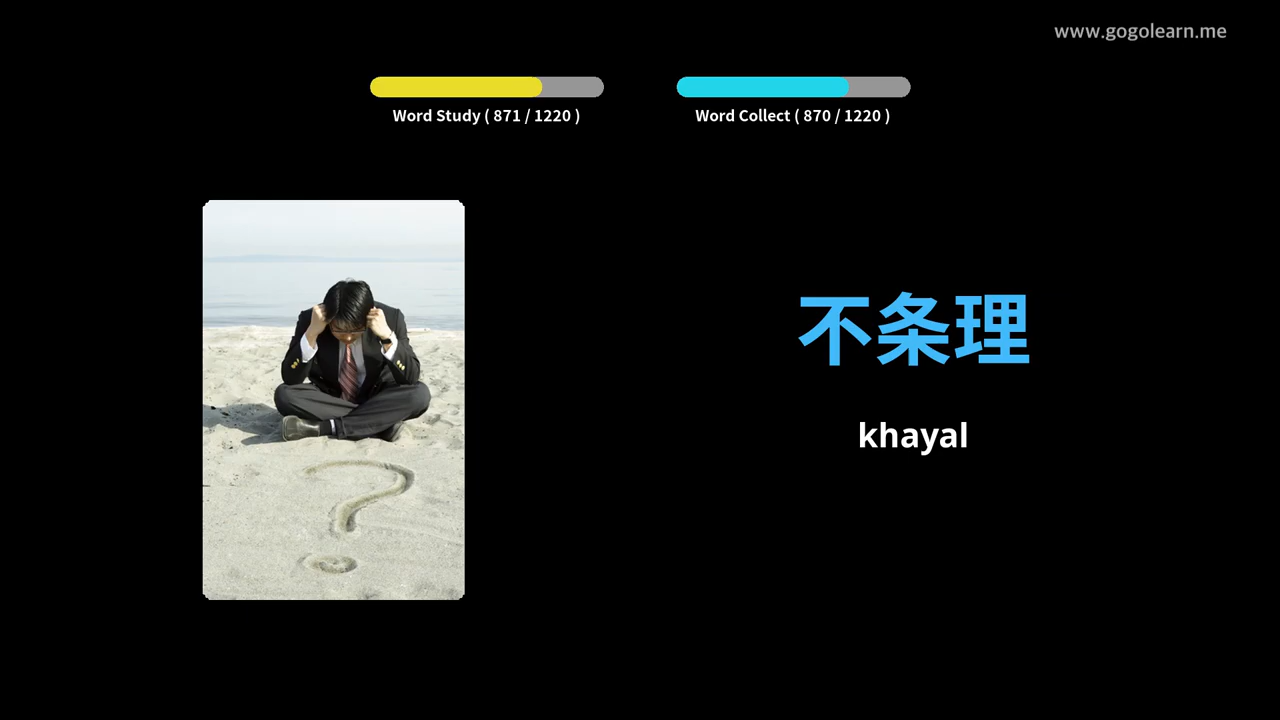 www.gogolearn.me
Word Study ( 871 / 1220 )
Word Collect ( 870 / 1220 )
不条理
khayal
?